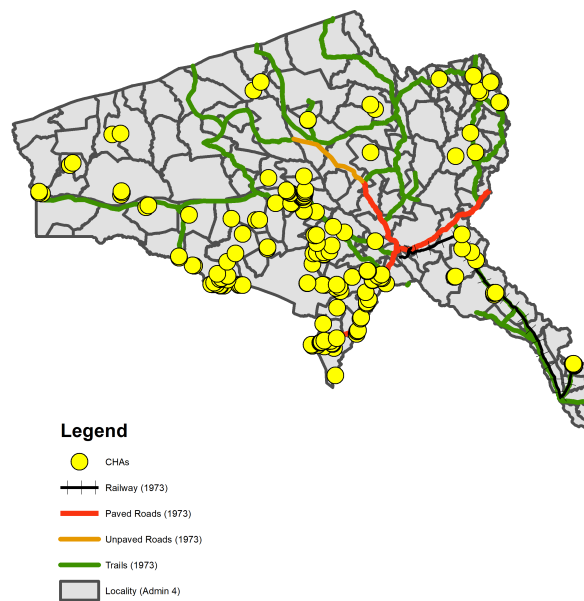 Legend
CHAs
Railway (1973)
Paved Roads (1973)
Unpaved Roads (1973)
Trails (1973)
Locality (Admin 4)